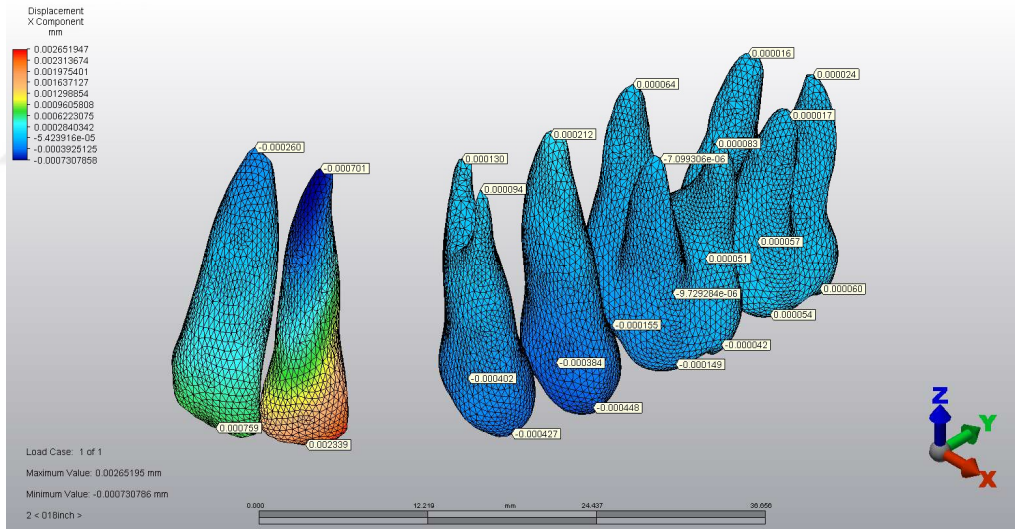 Displacement
X Component
mm
0.002651947
0.002313674
0.001975401
0.001637127
0.001298854
0.0009605808
0.0006223075
0.0002840342
-5.423916e-05
-0.0003925125
-0.0007307858
0.000016
0.000024
0.000064
0.000017
0.000212
0.000083
-0.000260
0.000130
-7.099306e-06
-0.000701
0.000094
0.000057
0.000051
0.000060
-9.729284e-06
0.000054
-0.000155
-0.000042
-0.000384
-0.000149
-0.000402
-0.000448
0.000759
-0.000427
0.002339
Z
Y
X
Load Case: 1 of 1
Maximum Value: 0.00265195 mm
Minimum Value: -0.000730786 mm
2 < 018inch >
0.000 12.219 mm 24.437 36.656